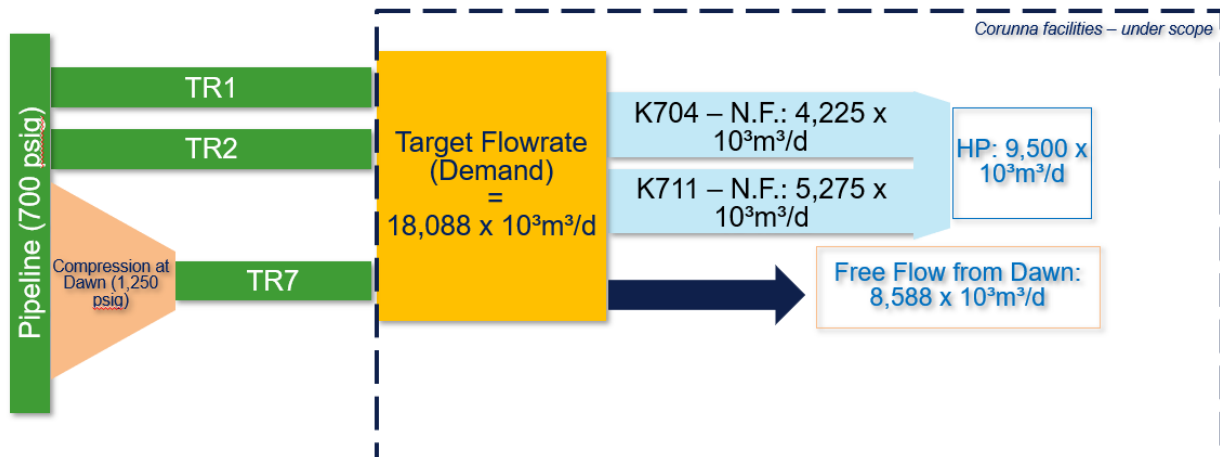 Corunna facilities – under scope
Pipeline (700 psig)
TR1
TR2
Compression at
Dawn (1,250
psig)
TR7
Target Flowrate
(Demand)
=
18,088 x 10³m³/d
K704 – N.F.: 4,225 x
10³m³/d
K711 – N.F.: 5,275 x
10³m³/d
HP: 9,500 x
10³m³/d
Free Flow from Dawn:
8,588 x 10³m³/d